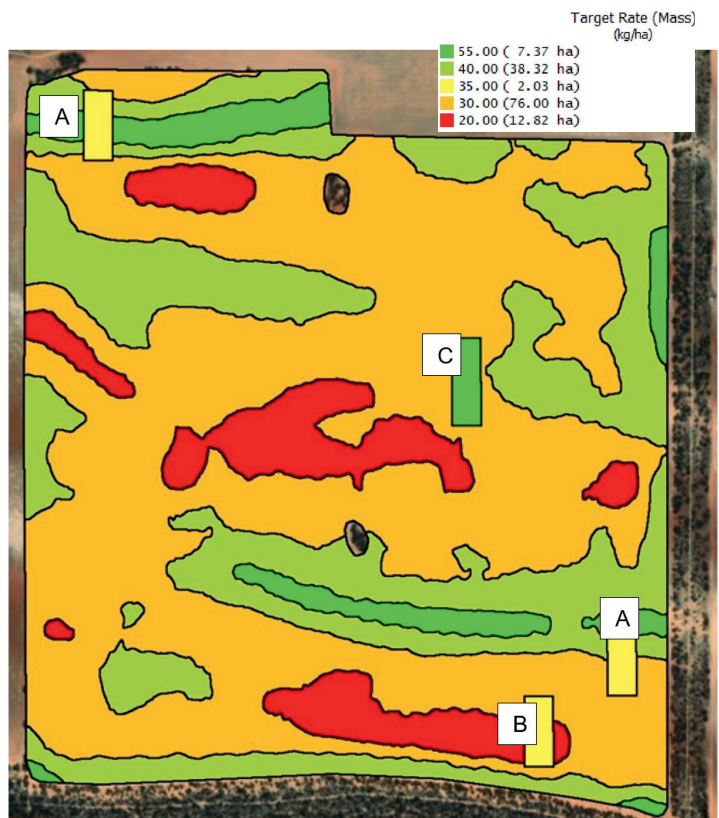 Target Rate (Mass)
(kg/ha)
55.00 ( 7.37 ha)
40.00 (38.32 ha)
35.00 ( 2.03 ha)
30.00 (76.00 ha)
20.00 (12.82 ha)
A
C
A
B